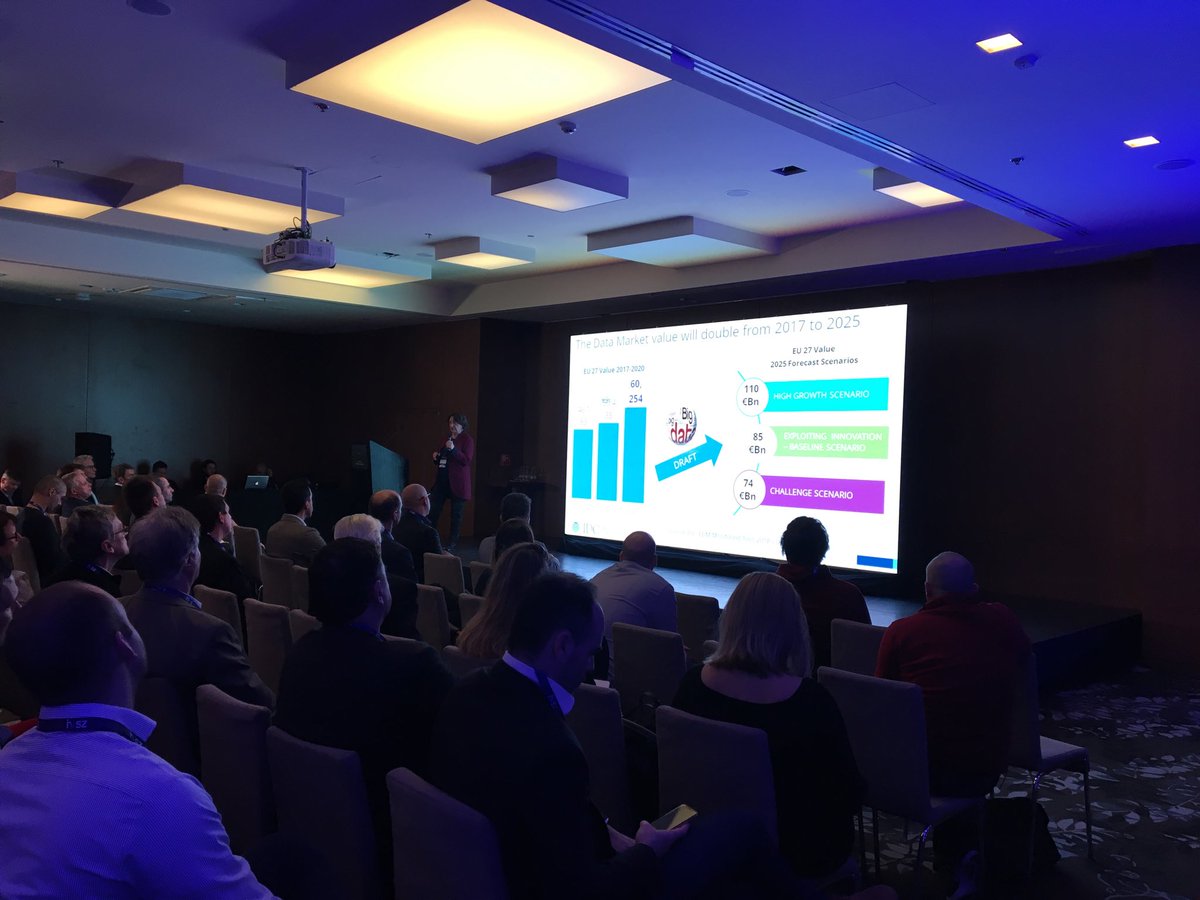 The Data Market value will double from 2017 to 2025
EU 27 Value 2017-2020
60,
254
Big
data
DRAFT
EU 27 Value
2025 Forecast Scenarios
110
€Bn
HIGH GROWTH SCENARIO
85
€Bn
EXPLOITING INNOVATION
- BASELINE SCENARIO
74
€Bn
CHALLENGE SCENARIO